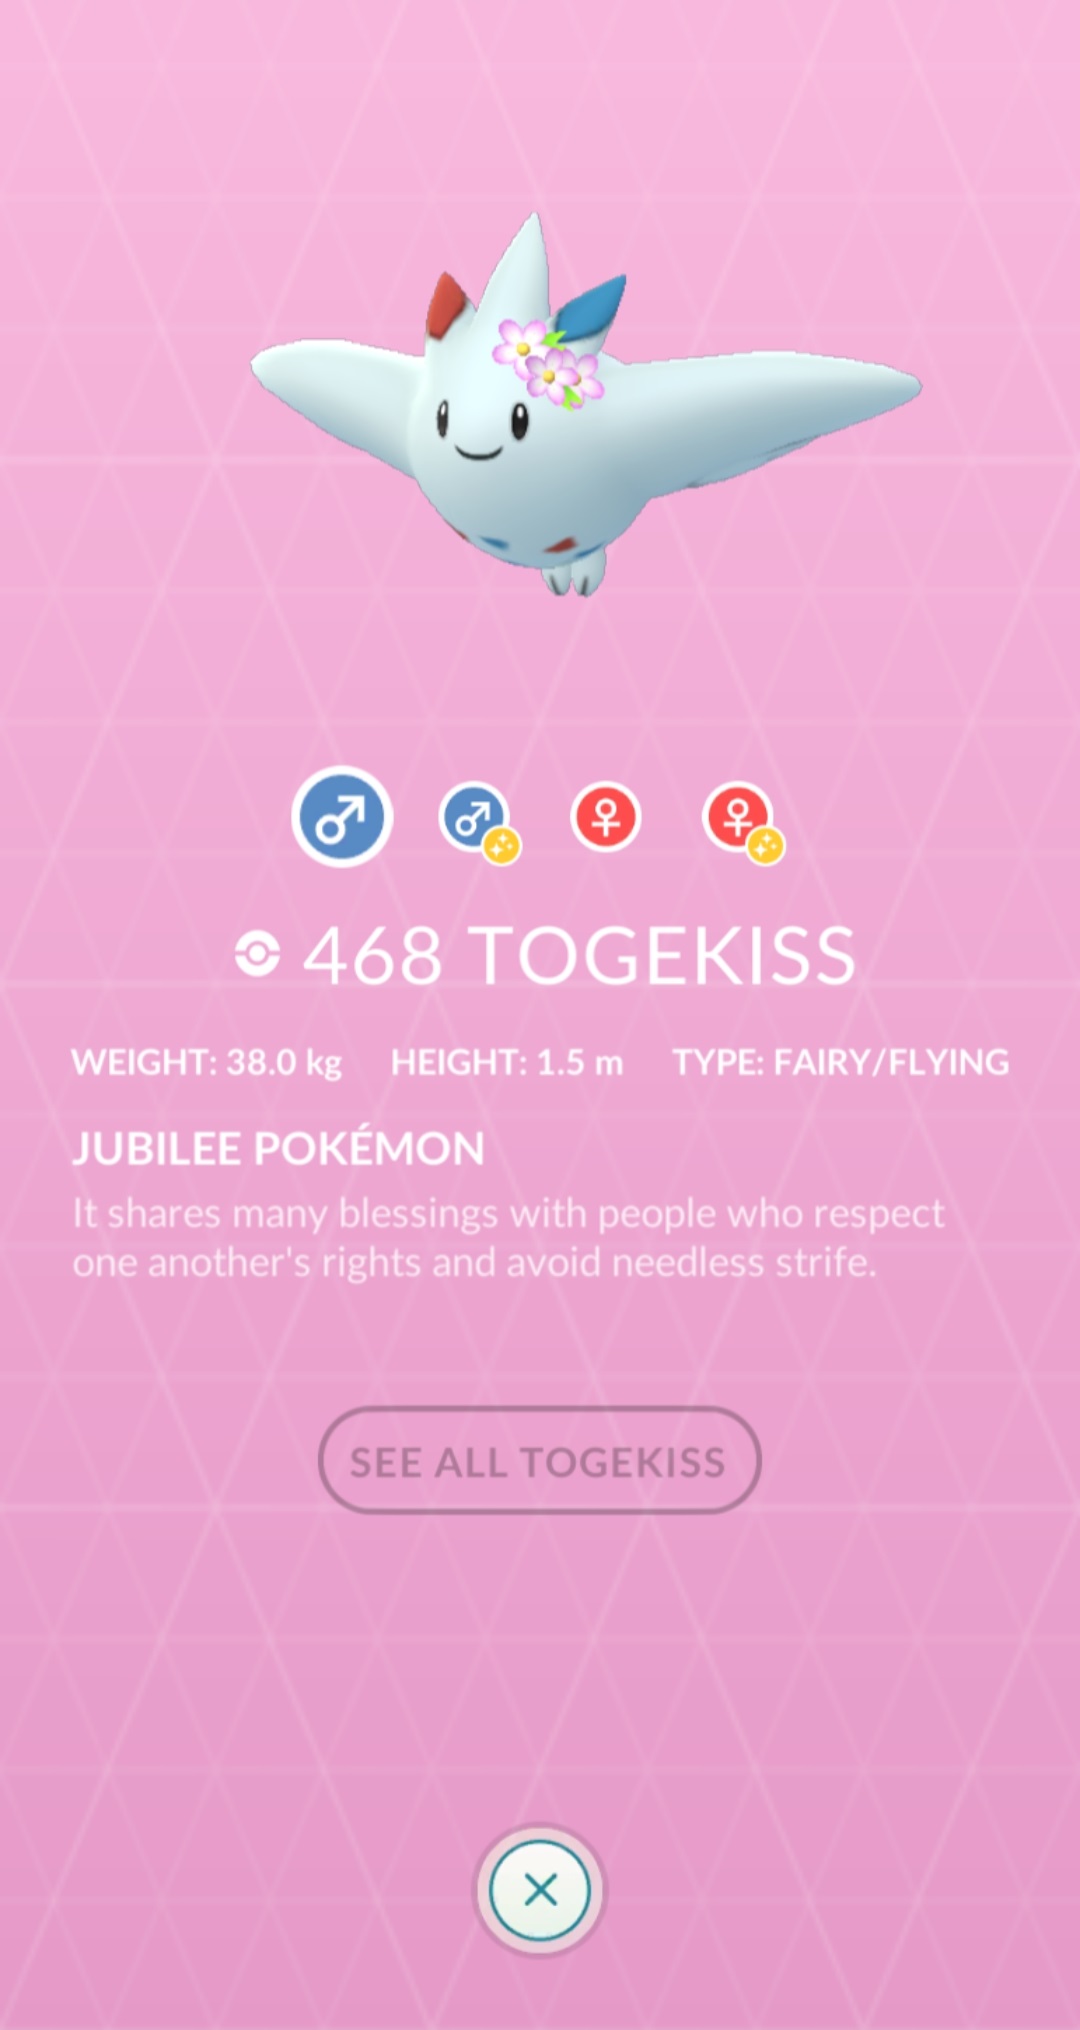 468 TOGEKISS
WEIGHT: 38.0 kg HEIGHT: 1.5 m TYPE: FAIRY/FLYING
JUBILEE POKÉMON
It shares many blessings with people who respect
one another's rights and avoid needless strife.
SEE ALL TOGEKISS